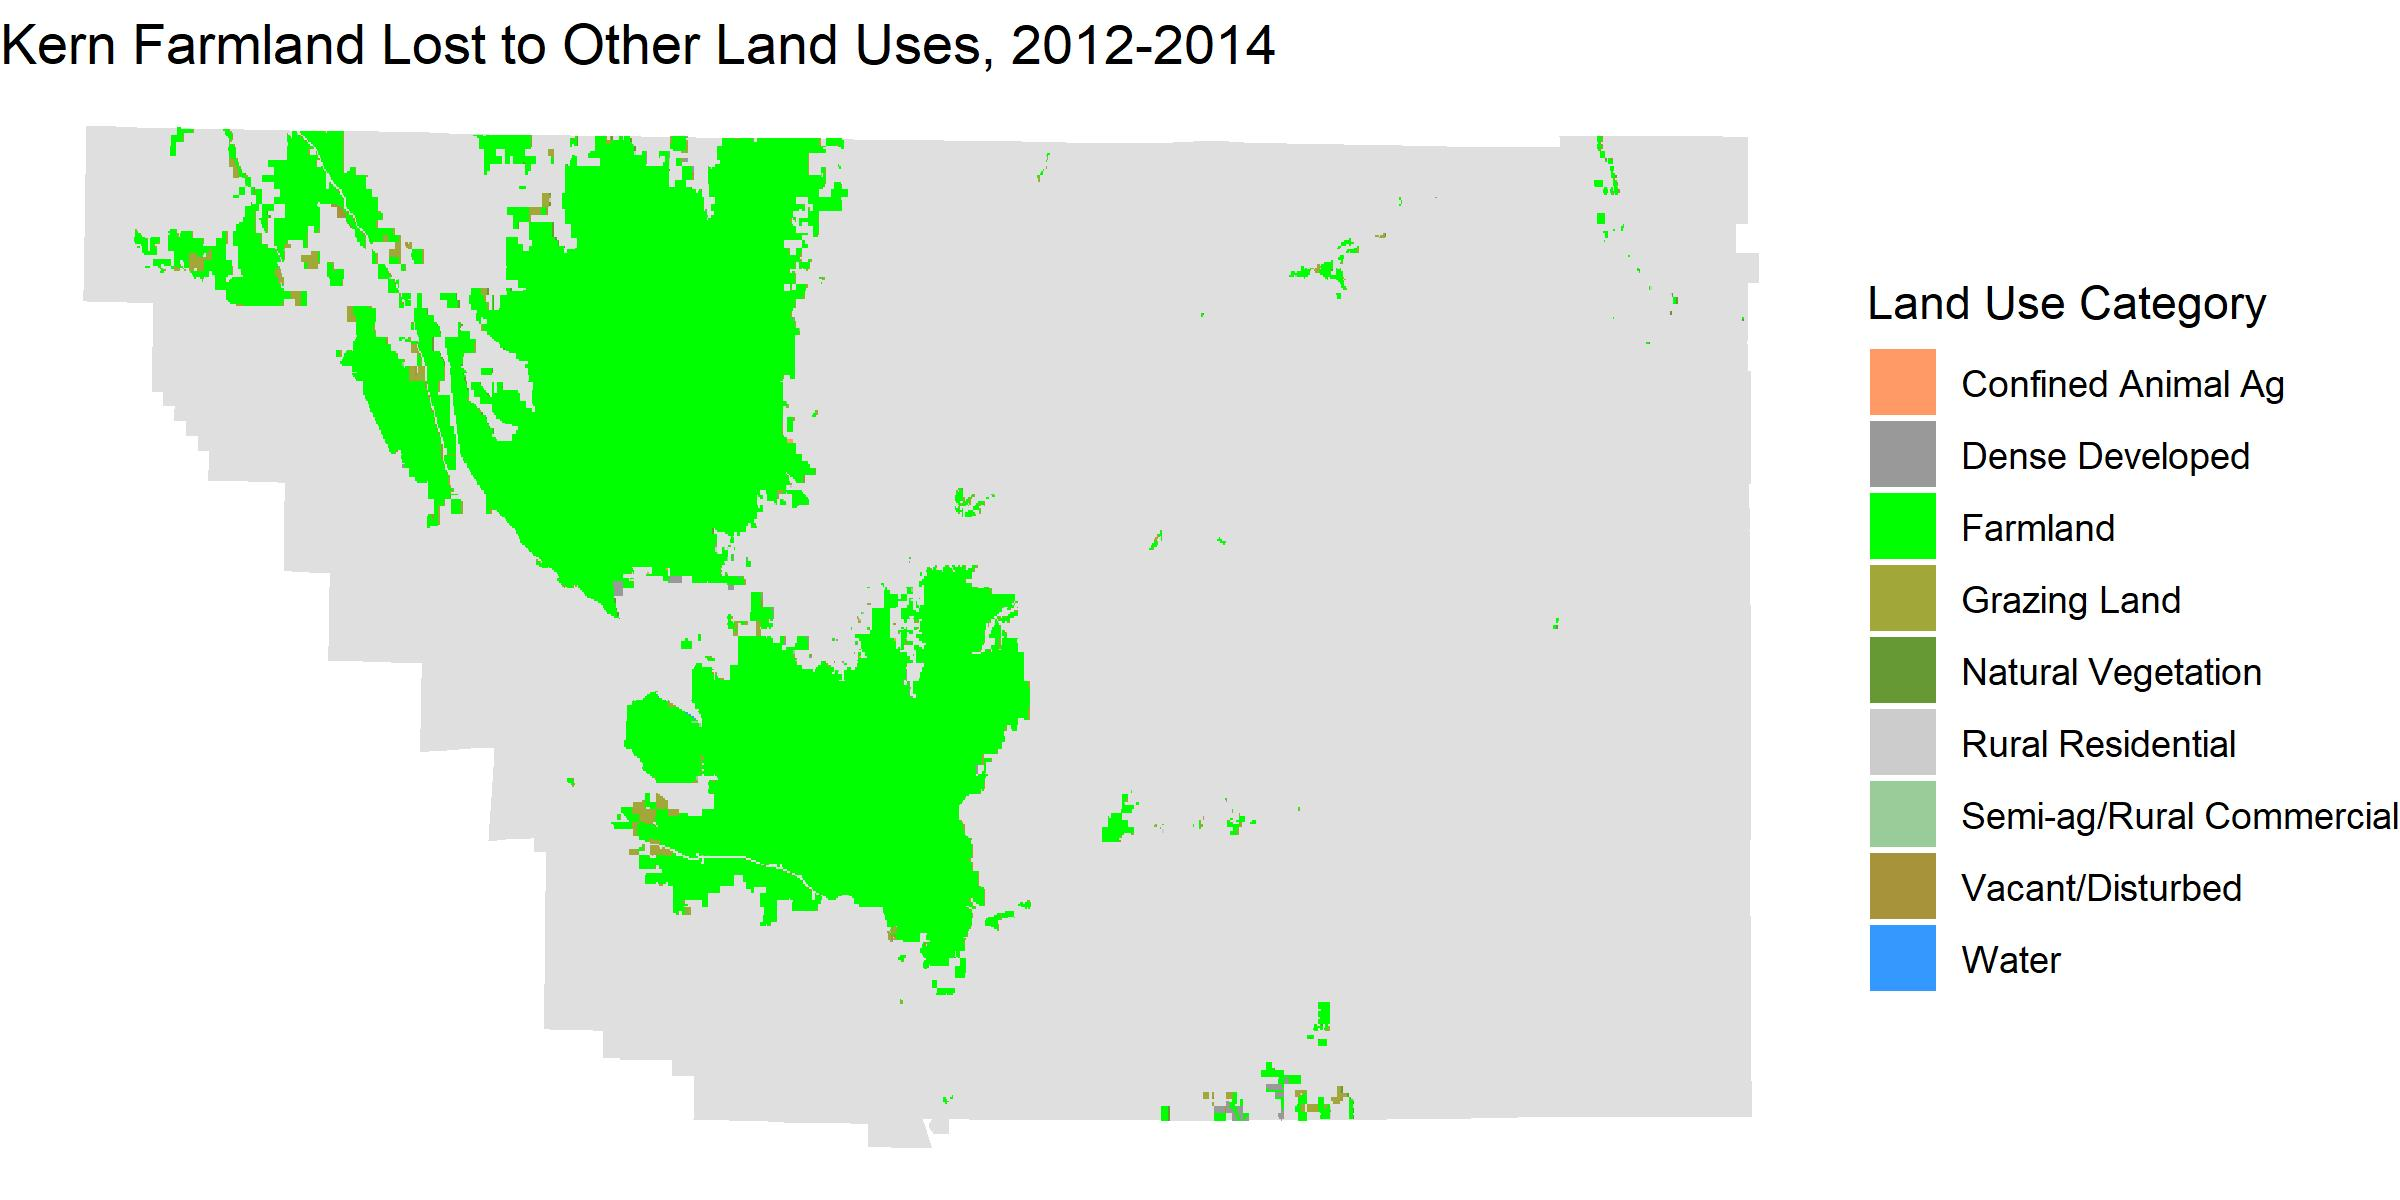 Kern Farmland Lost to Other Land Uses, 2012-2014
Land Use Category
Confined Animal Ag
Dense Developed
Farmland
Grazing Land
Natural Vegetation
Rural Residential
Semi-ag/Rural Commercial
Vacant/Disturbed
Water